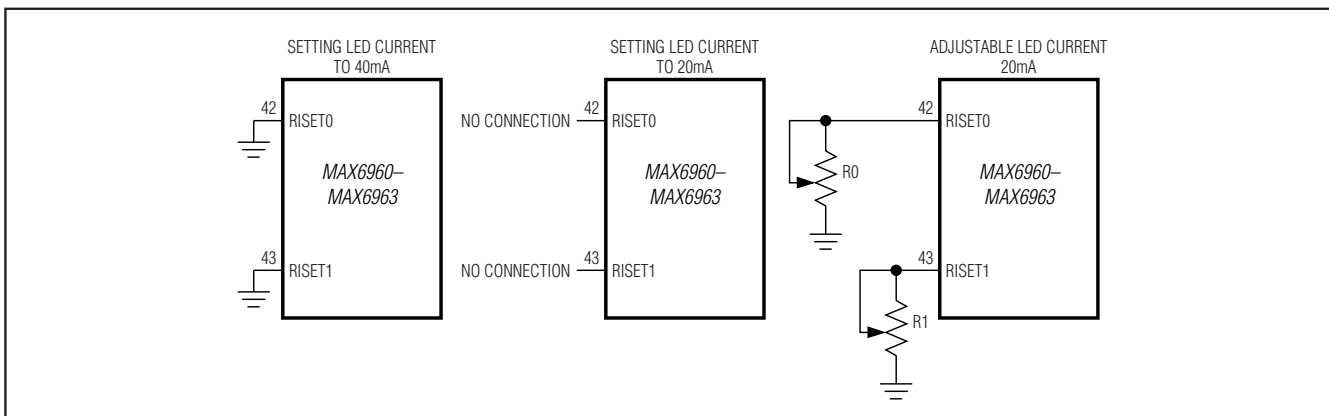 SETTING LED CURRENT
TO 40mA
42
RISET0
MAX6960–
MAX6963
43
RISET1
SETTING LED CURRENT
TO 20mA
NO CONNECTION
42
RISET0
MAX6960–
MAX6963
NO CONNECTION
43
RISET1
ADJUSTABLE LED CURRENT
20mA
42
RISET0
R0
MAX6960–
MAX6963
43
RISET1
R1